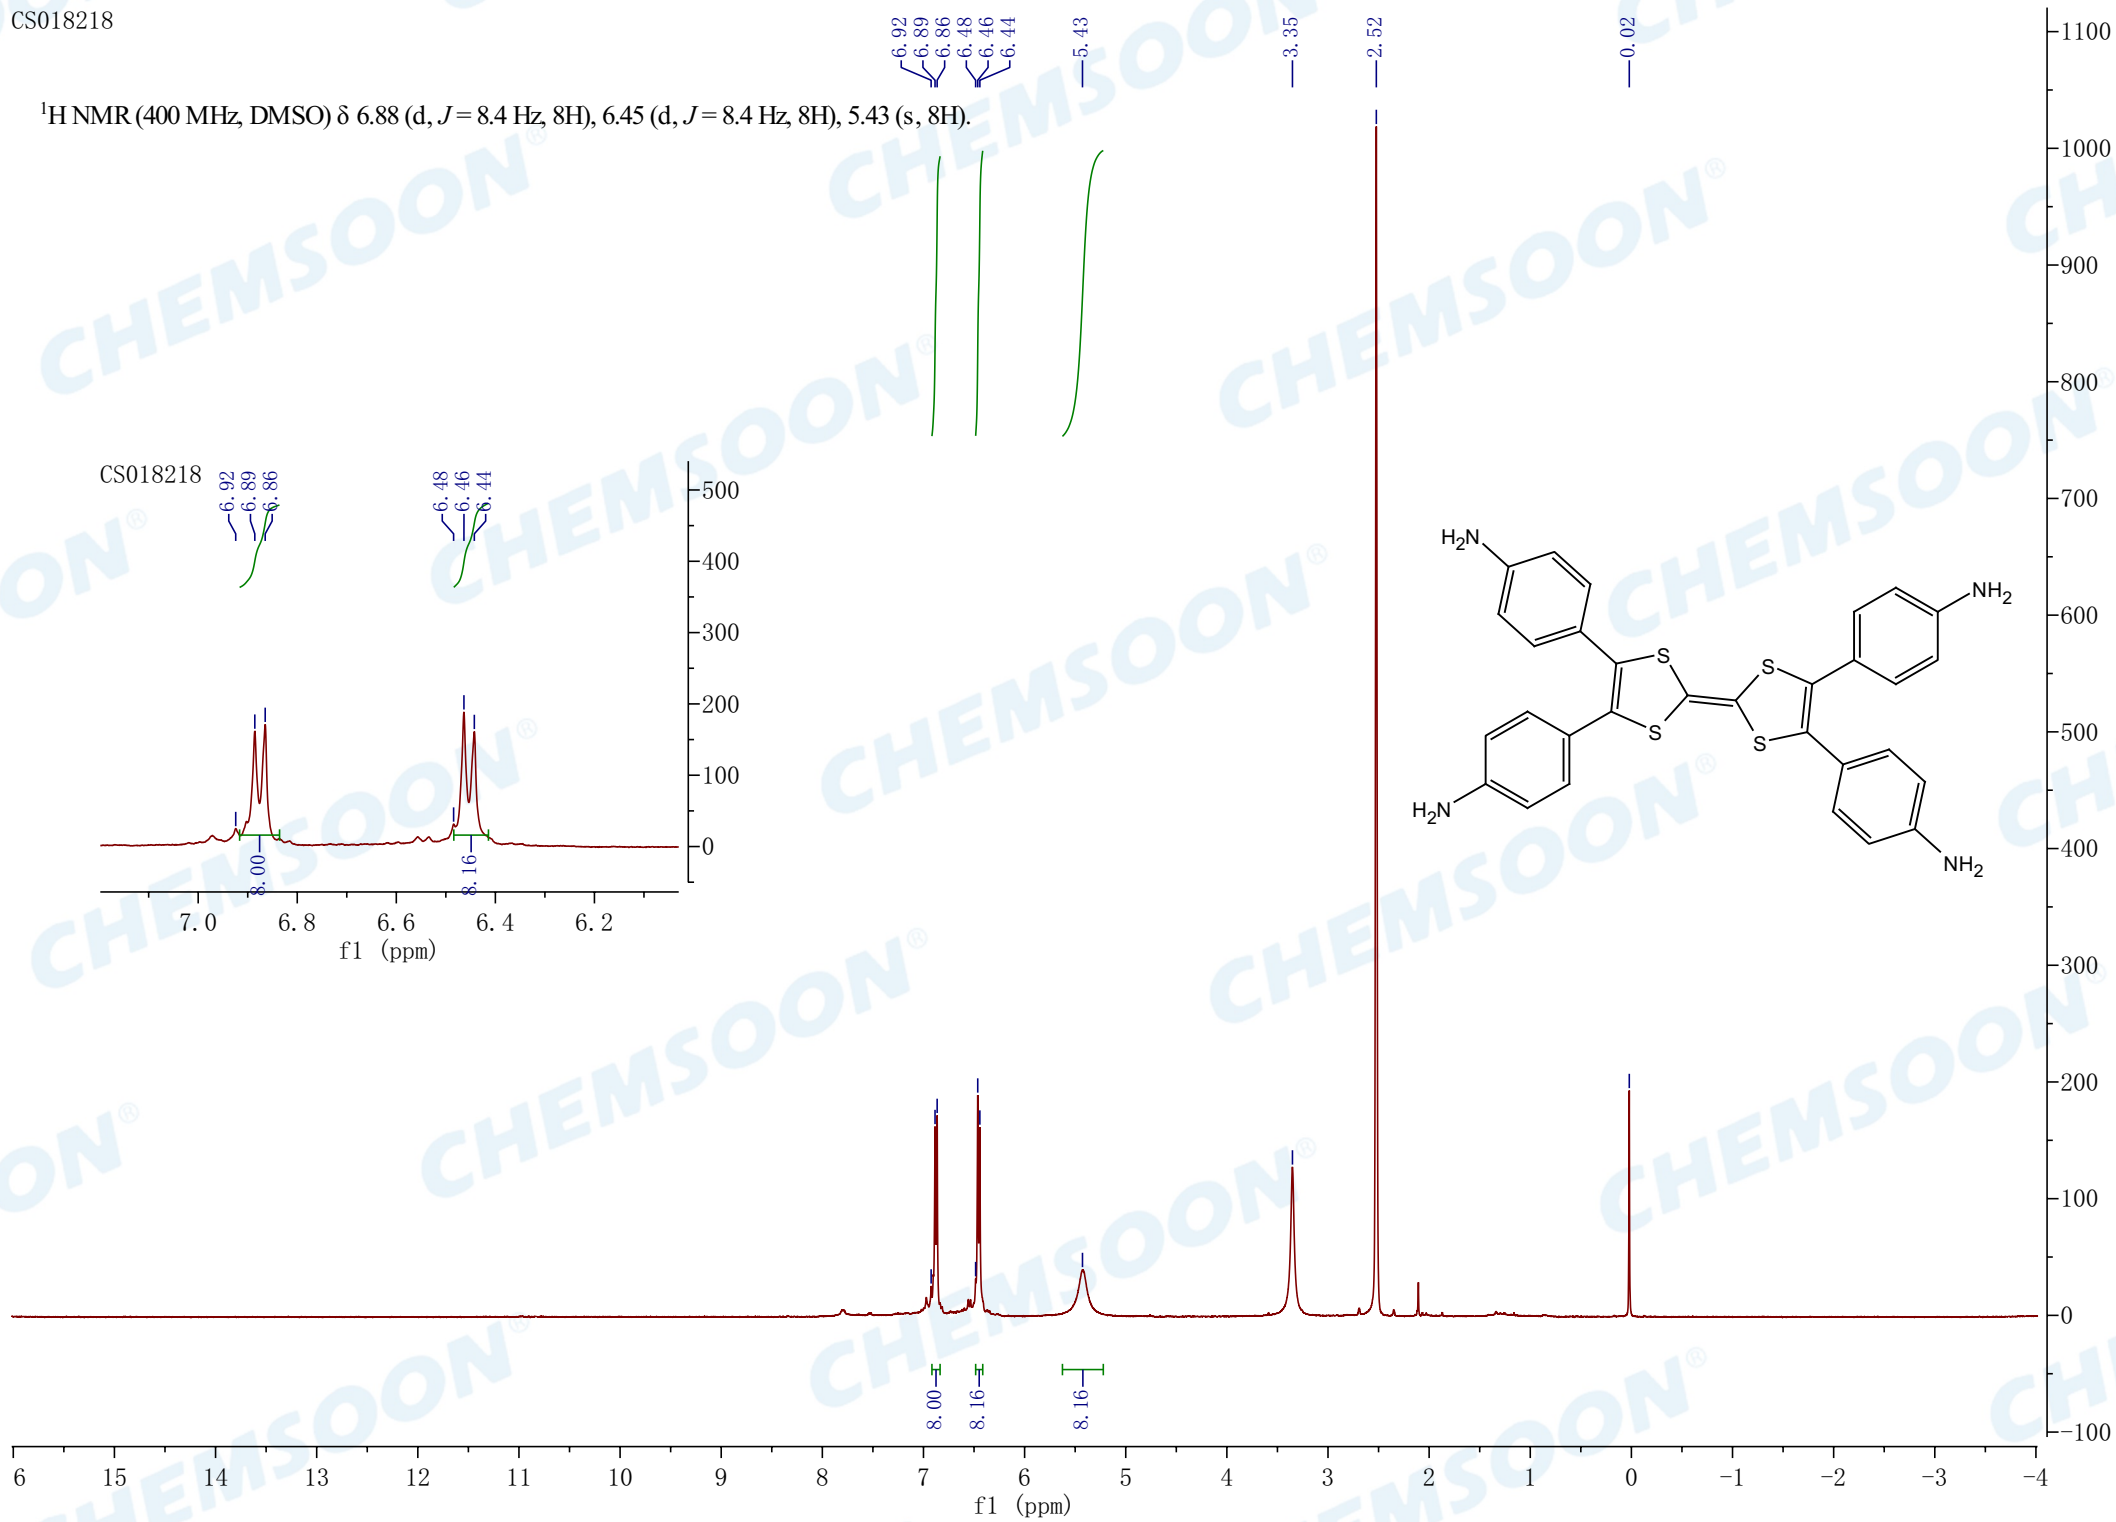 CS018218
6.92
6.89
6.86
6.48
6.46
6.44
5.43
3.35
2.52
0.02
¹H NMR (400 MHz, DMSO) δ 6.88 (d, J = 8.4 Hz, 8H), 6.45 (d, J = 8.4 Hz, 8H), 5.43 (s, 8H).
CS018218
6.92
6.89
6.86
6.48
6.46
6.44
500
400
300
200
100
0
8.00
8.16
7.0 6.8 6.6 6.4 6.2
f1 (ppm)
H₂N
NH₂
S
S
S
S
H₂N
NH₂
1100
1000
900
800
700
600
500
400
300
200
100
0
-100
8.00
8.16
8.16
6 15 14 13 12 11 10 9 8 7 6 5 4 3 2 1 0 -1 -2 -3 -4
f1 (ppm)
CHEMSOON®